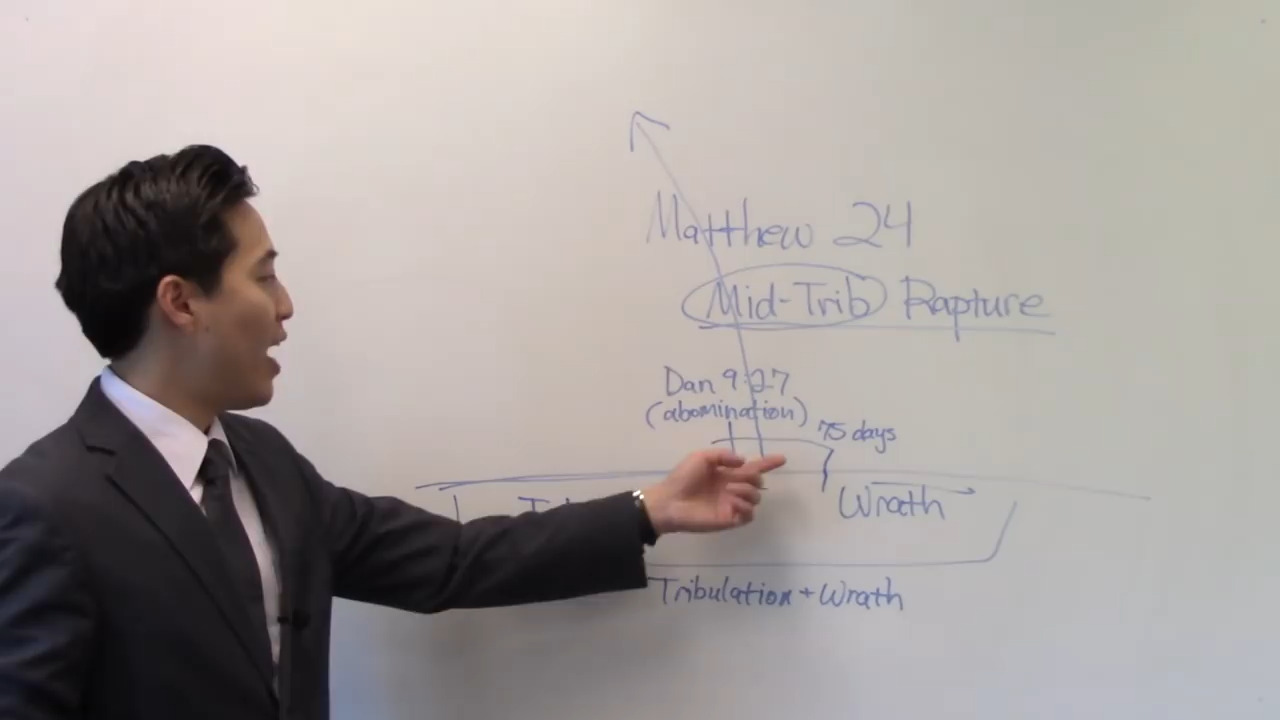 Matthew 24
Mid-Trib Rapture
Dan 9:27
(abomination)
75 days
Wrath
Tribulation + Wrath